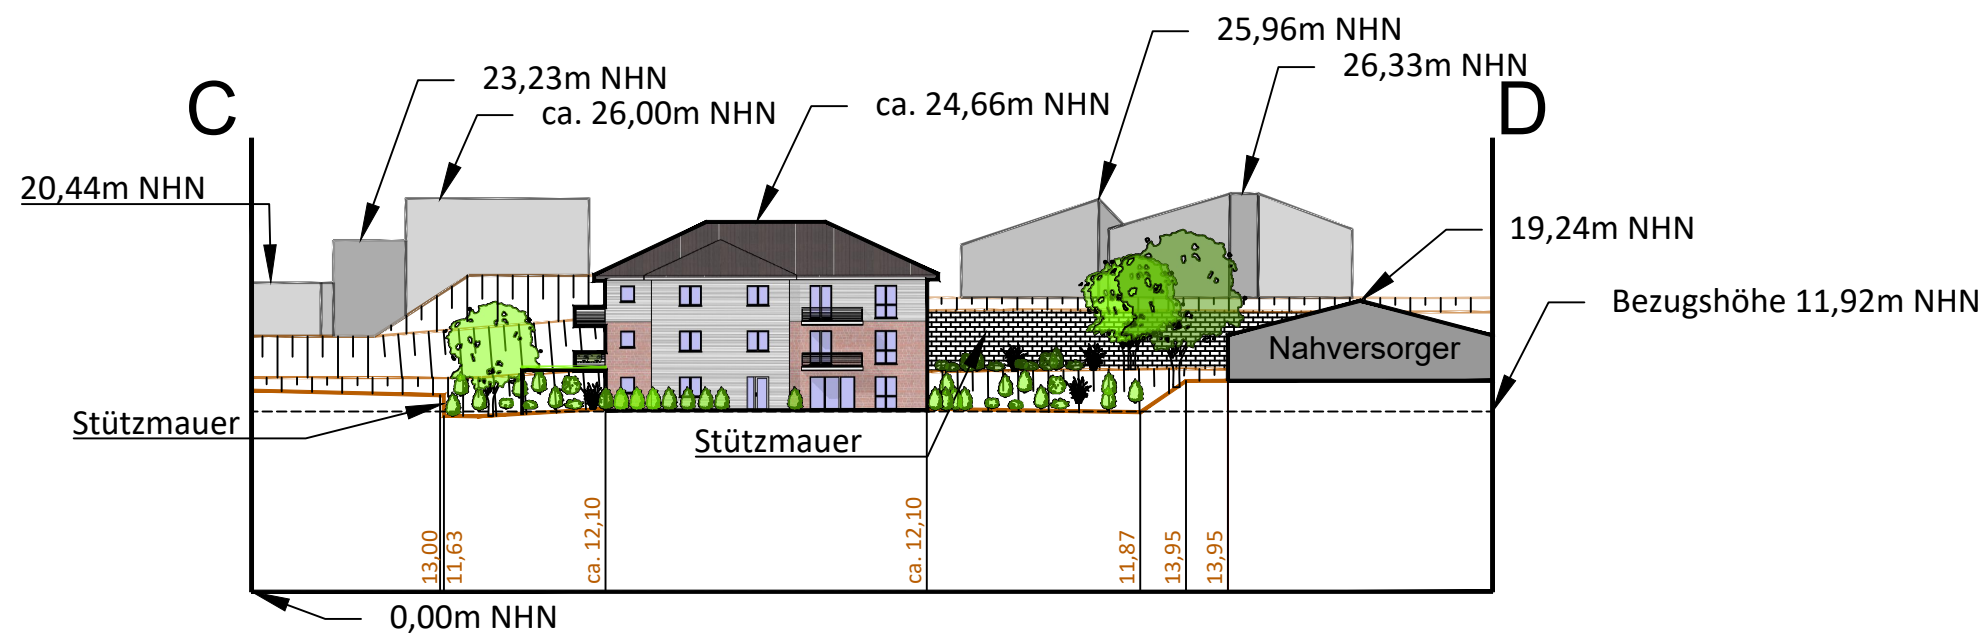 25,96m NHN
26,33m NHN
23,23m NHN
C
D
ca. 26,00m NHN
ca. 24,66m NHN
20,44m NHN
19,24m NHN
Bezugshöhe 11,92m NHN
Nahversorger
Stützmauer
Stützmauer
13,00
11,63
ca. 12,10
ca. 12,10
11,87
13,95
13,95
0,00m NHN